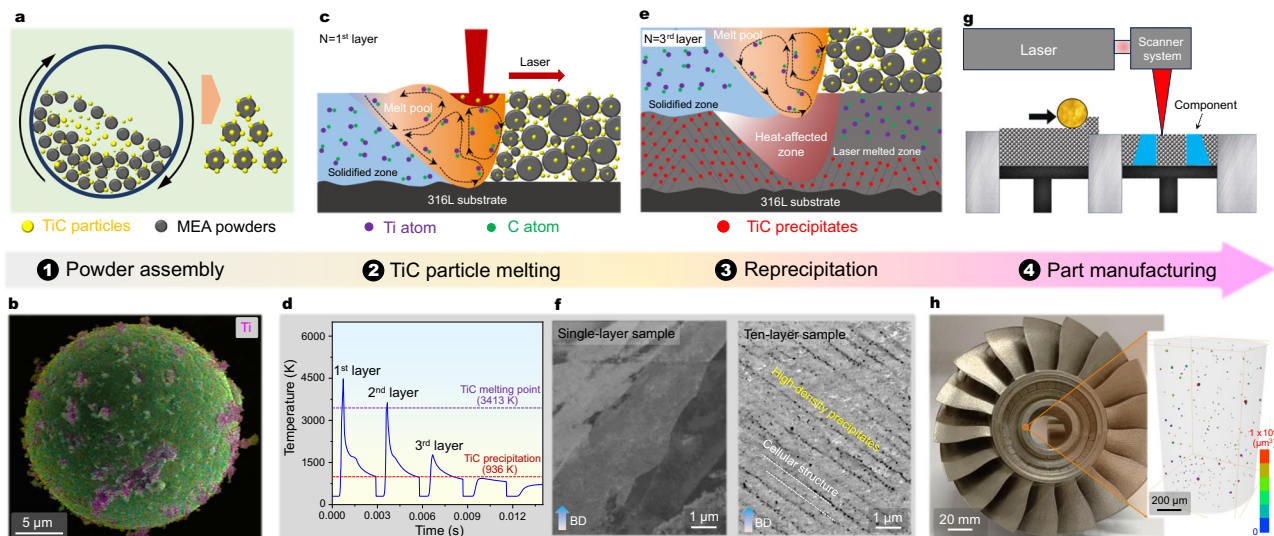 a
c
N=1st layer
Laser
Melt pool
Solidified zone
316L substrate
e
N=3rd layer
Melt pool
Solidified zone
Heat-affected
zone
Laser melted zone
316L substrate
g
Laser
Scanner
system
Component
TiC particles
MEA powders
Ti atom
C atom
TiC precipitates
1 Powder assembly
2 TiC particle melting
3 Reprecipitation
4 Part manufacturing
b
Ti
5 μm
d
Temperature (K)
6000
4500
3000
1500
0
1st layer
2nd layer
3rd layer
TiC melting point
(3413 K)
TiC precipitation
(936 K)
0.000
0.003
0.006
0.009
0.012
Time (s)
f
Single-layer sample
BD
1 μm
Ten-layer sample
High-density precipitates
Cellular structure
BD
1 μm
h
20 mm
200 μm
(μm³)
0